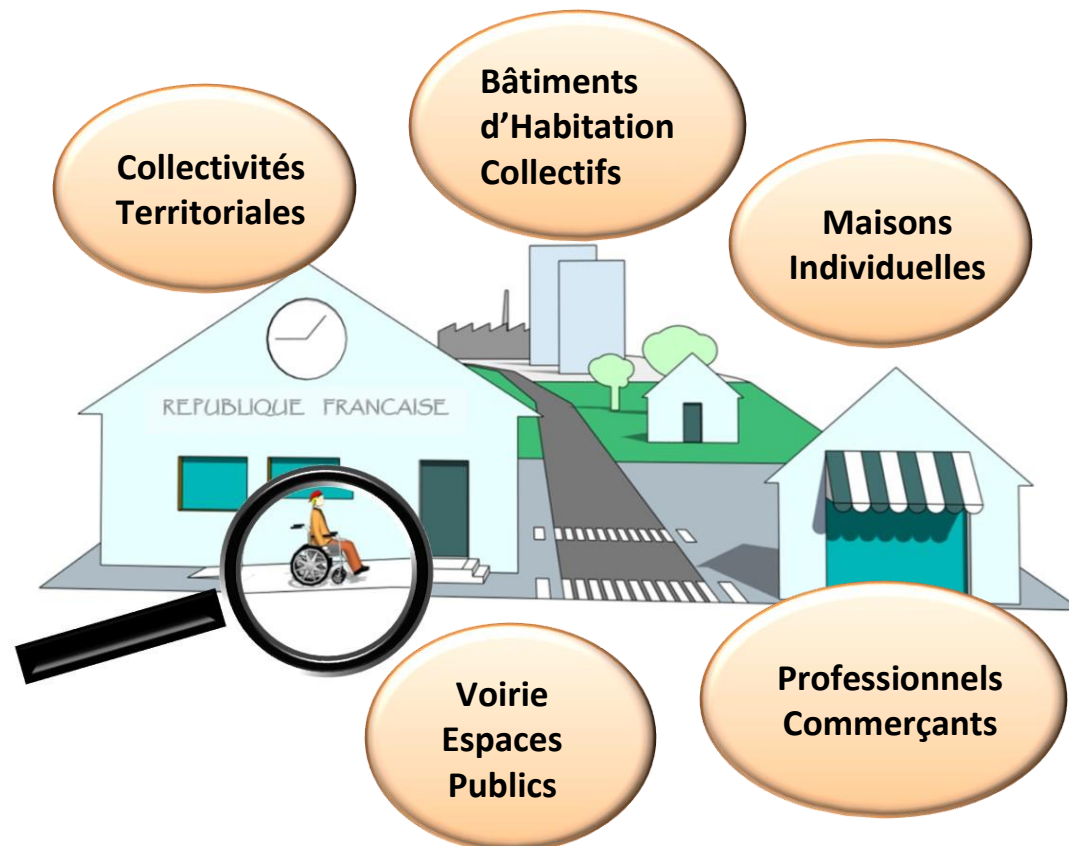 Bâtiments
d’Habitation
Collectifs
Collectivités
Territoriales
Maisons
Individuelles
REPUBLIQUE FRANCAISE
Voirie
Espaces
Publics
Professionnels
Commerçants